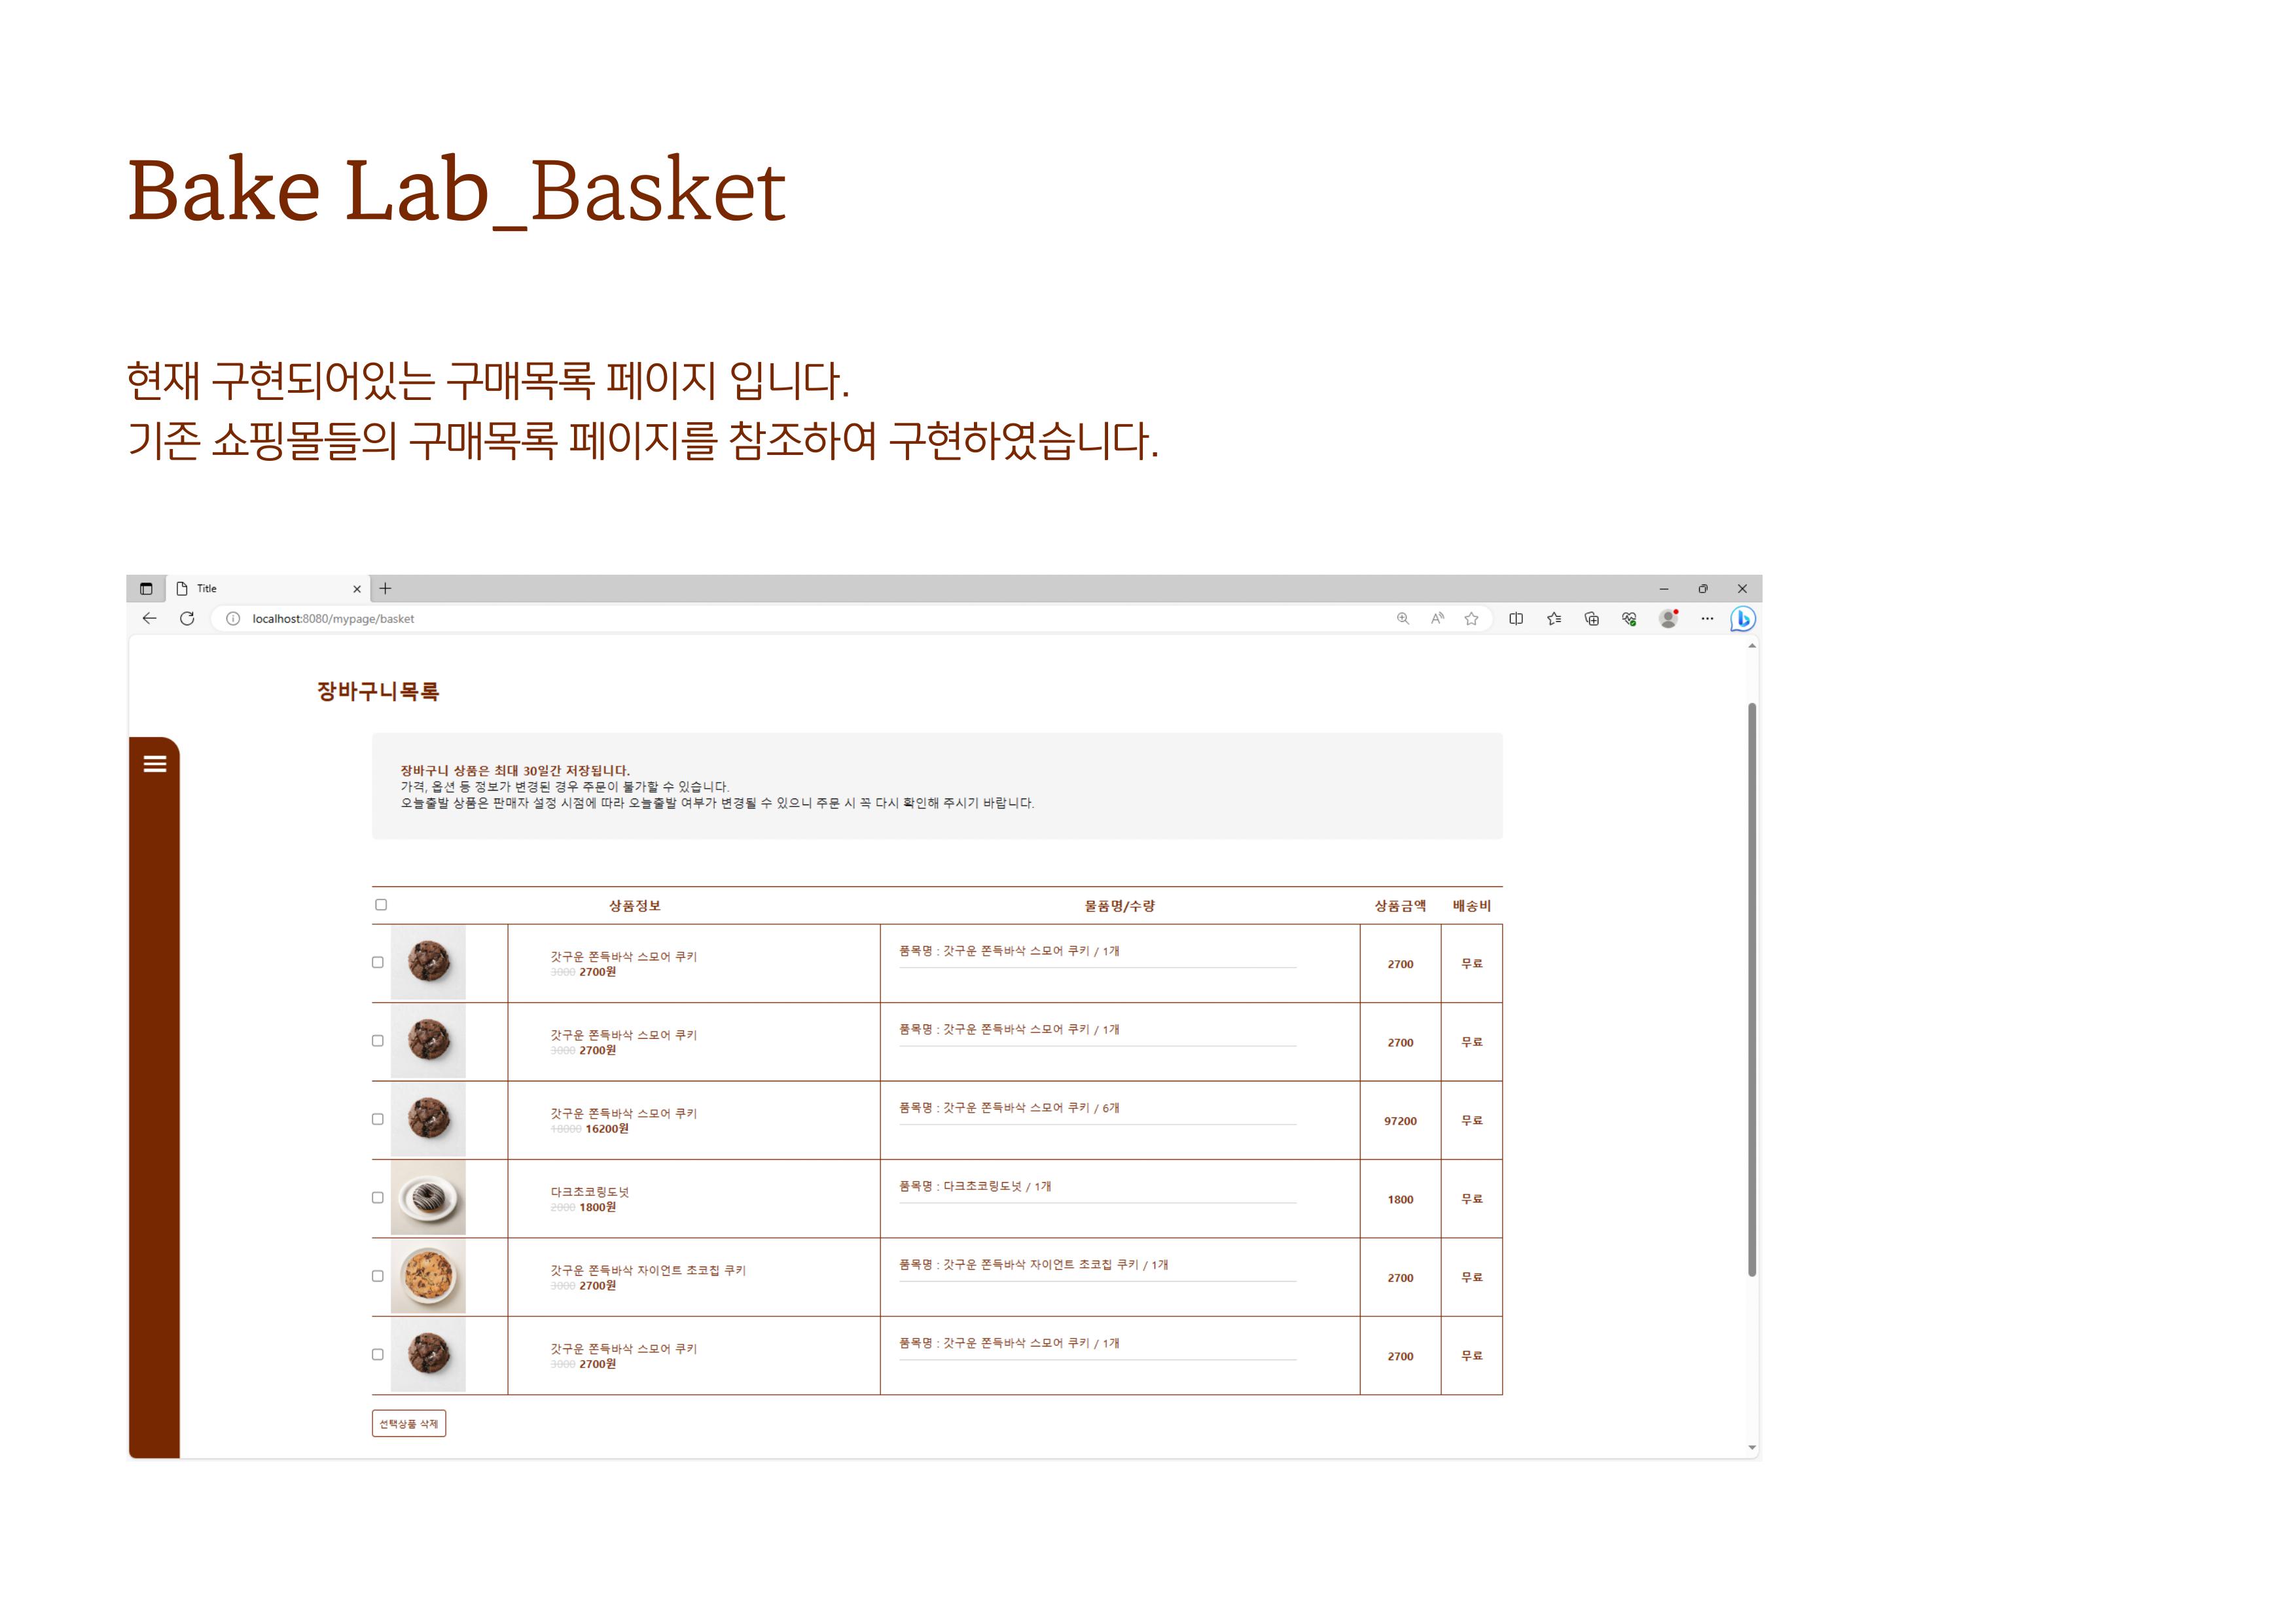 Bake Lab_Basket
현재 구현되어있는 구매목록 페이지 입니다.
기존 쇼핑몰들의 구매목록 페이지를 참조하여 구현하였습니다.
Title
localhost:8080/mypage/basket
장바구니목록
장바구니 상품은 최대 30일간 저장됩니다.
가격, 옵션 등 정보가 변경된 경우 주문이 불가할 수 있습니다.
오늘출발 상품은 판매자 설정 시점에 따라 오늘출발 여부가 변경될 수 있으니 주문 시 꼭 다시 확인해 주시기 바랍니다.
상품정보 물품명/수량 상품금액 배송비
갓구운 쫀득바삭 스모어 쿠키
3000 2700원
품목명 : 갓구운 쫀득바삭 스모어 쿠키 / 1개
2700 무료
갓구운 쫀득바삭 스모어 쿠키
3000 2700원
품목명 : 갓구운 쫀득바삭 스모어 쿠키 / 1개
2700 무료
갓구운 쫀득바삭 스모어 쿠키
18000 16200원
품목명 : 갓구운 쫀득바삭 스모어 쿠키 / 6개
97200 무료
다크초코링도넛
2000 1800원
품목명 : 다크초코링도넛 / 1개
1800 무료
갓구운 쫀득바삭 자이언트 초코칩 쿠키
3000 2700원
품목명 : 갓구운 쫀득바삭 자이언트 초코칩 쿠키 / 1개
2700 무료
갓구운 쫀득바삭 스모어 쿠키
3000 2700원
품목명 : 갓구운 쫀득바삭 스모어 쿠키 / 1개
2700 무료
선택상품 삭제